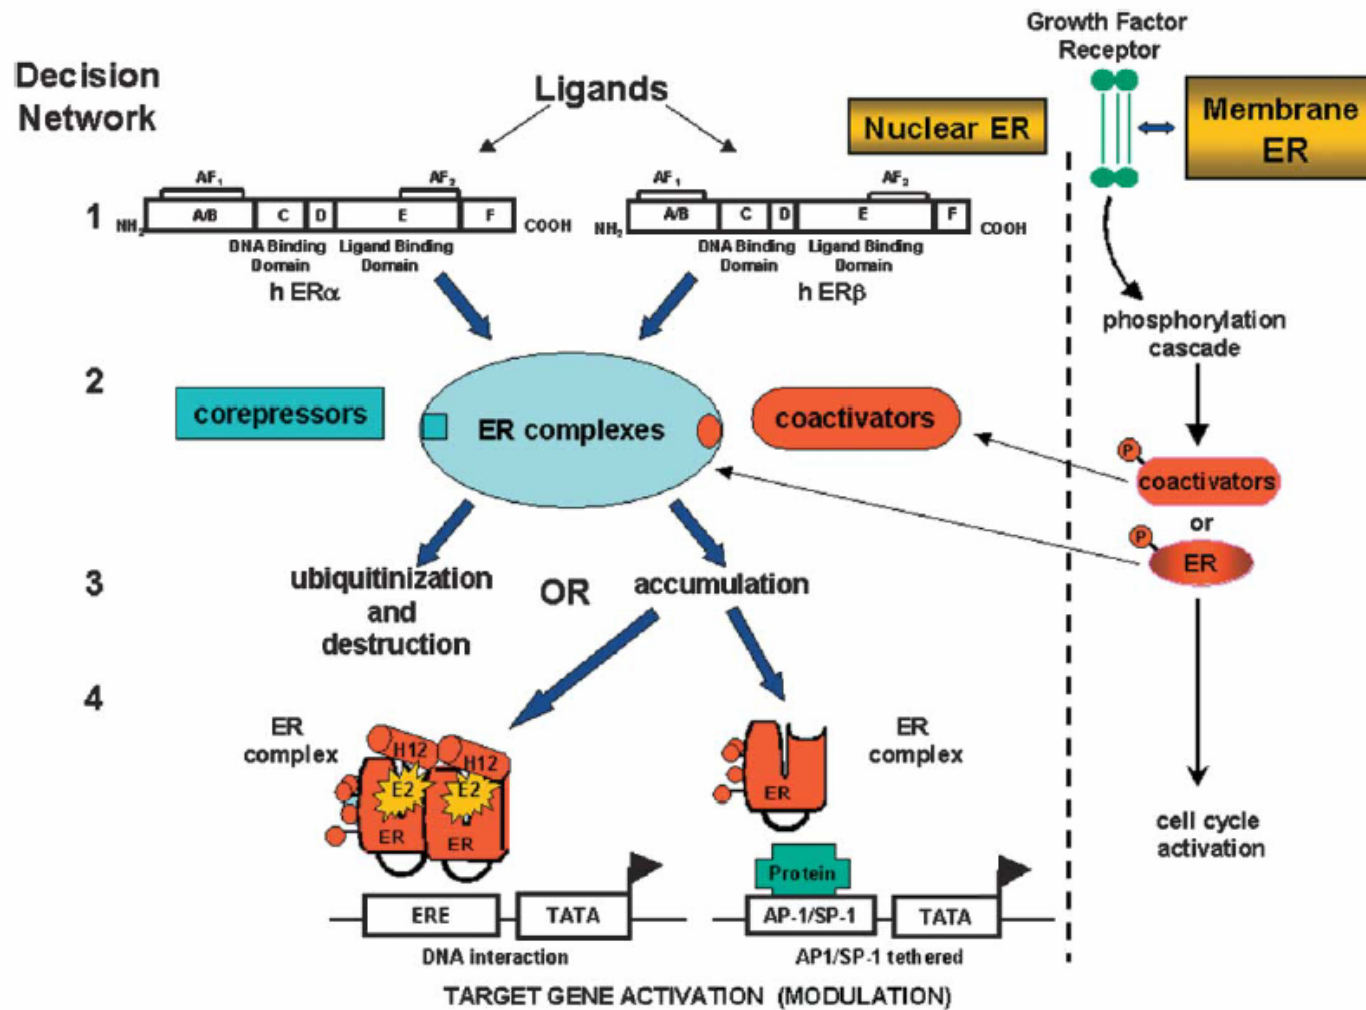 Decision
Network
Ligands
Growth Factor
Receptor
Nuclear ER
Membrane
ER
1
AF₁
AF₂
NH₂
A/B
C
D
E
F
COOH
DNA Binding
Domain
Ligand Binding
Domain
h ERα
AF₁
AF₂
NH₂
A/B
C
D
E
F
COOH
DNA Binding
Domain
Ligand Binding
Domain
h ERβ
phosphorylation
cascade
2
corepressors
ER complexes
coactivators
P
coactivators
or
P
ER
3
ubiquitinization
and
destruction
OR
accumulation
4
ER
complex
H12
H12
E2
E2
ER
ER
ER
complex
ER
cell cycle
activation
Protein
ERE
TATA
AP-1/SP-1
TATA
DNA interaction
AP1/SP-1 tethered
TARGET GENE ACTIVATION (MODULATION)